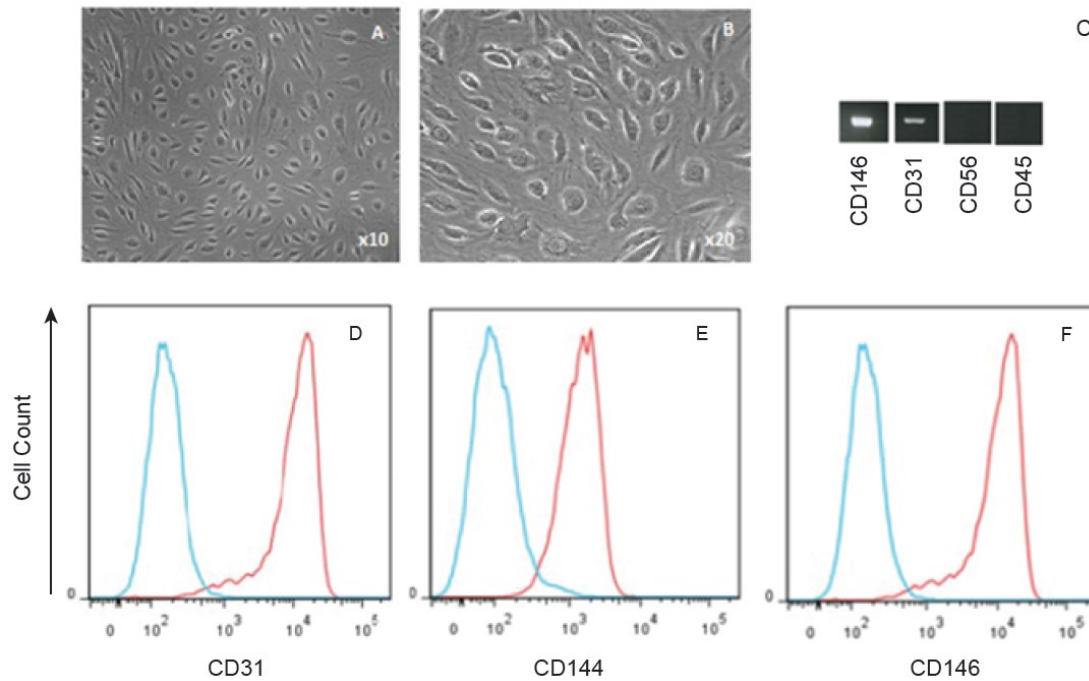 A
x10
B
x20
C
CD146
CD31
CD56
CD45
Cell Count
D
0
0 10² 10³ 10⁴ 10⁵
CD31
E
0
0 10² 10³ 10⁴ 10⁵
CD144
F
0
0 10² 10³ 10⁴ 10⁵
CD146